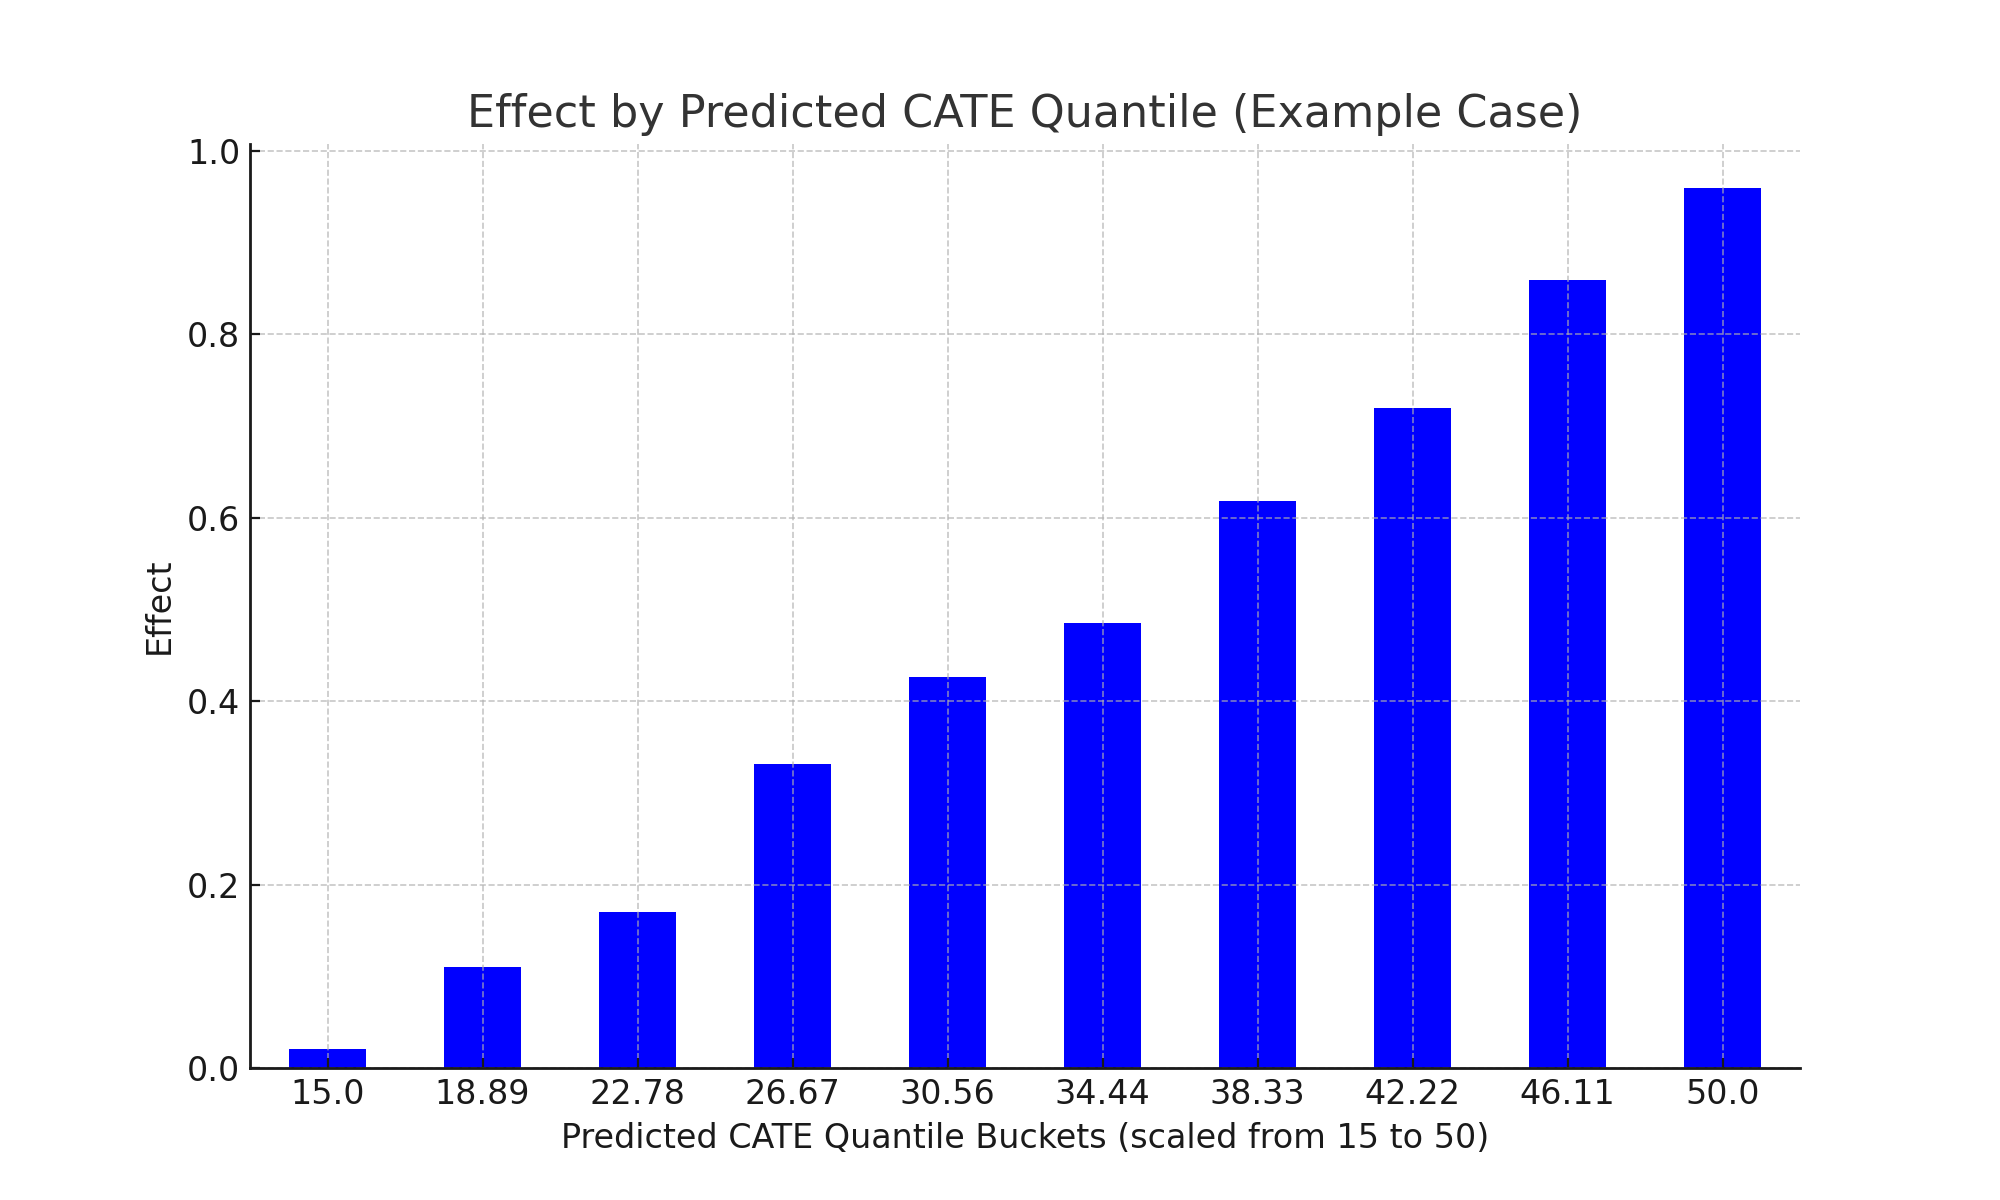 Effect by Predicted CATE Quantile (Example Case)
1.0
0.8
0.6
0.4
0.2
0.0
Effect
15.0 18.89 22.78 26.67 30.56 34.44 38.33 42.22 46.11 50.0
Predicted CATE Quantile Buckets (scaled from 15 to 50)